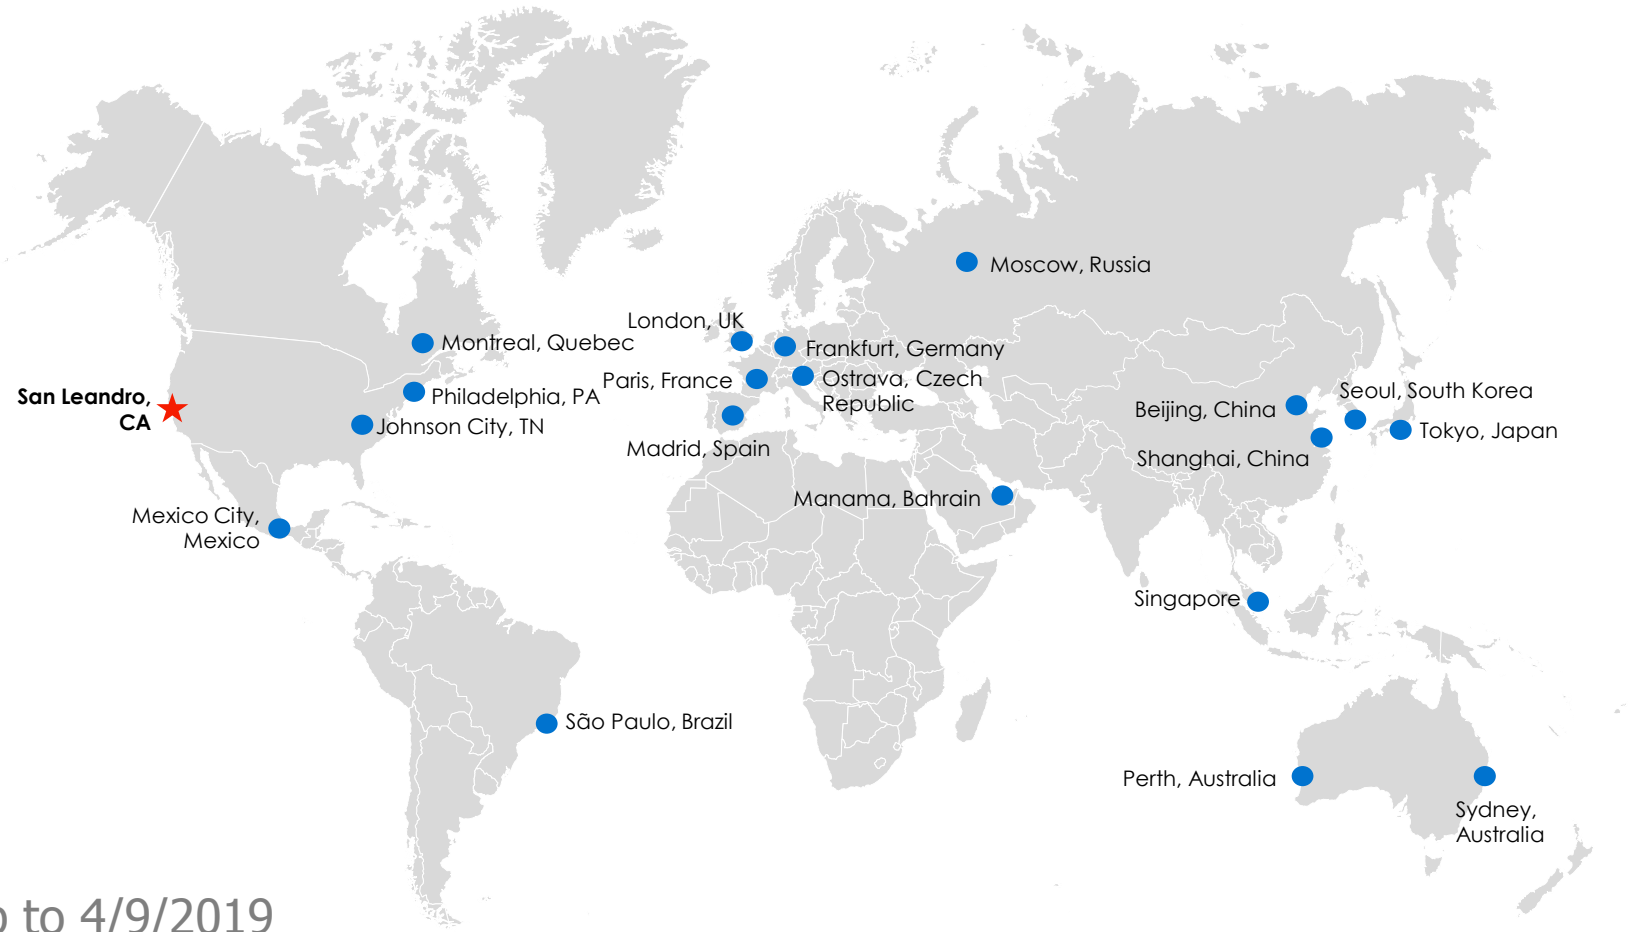 Moscow, Russia
London, UK
Montreal, Quebec
Frankfurt, Germany
Paris, France
Ostrava, Czech
Republic
San Leandro,
CA
Philadelphia, PA
Johnson City, TN
Madrid, Spain
Seoul, South Korea
Beijing, China
Tokyo, Japan
Shanghai, China
Manama, Bahrain
Mexico City,
Mexico
Singapore
São Paulo, Brazil
Perth, Australia
Sydney,
Australia
to 4/9/2019